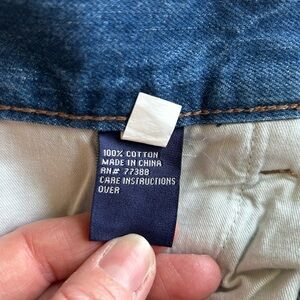 100% COTTON
MADE IN CHINA
RN# 77388
CARE INSTRUCTIONS
OVER